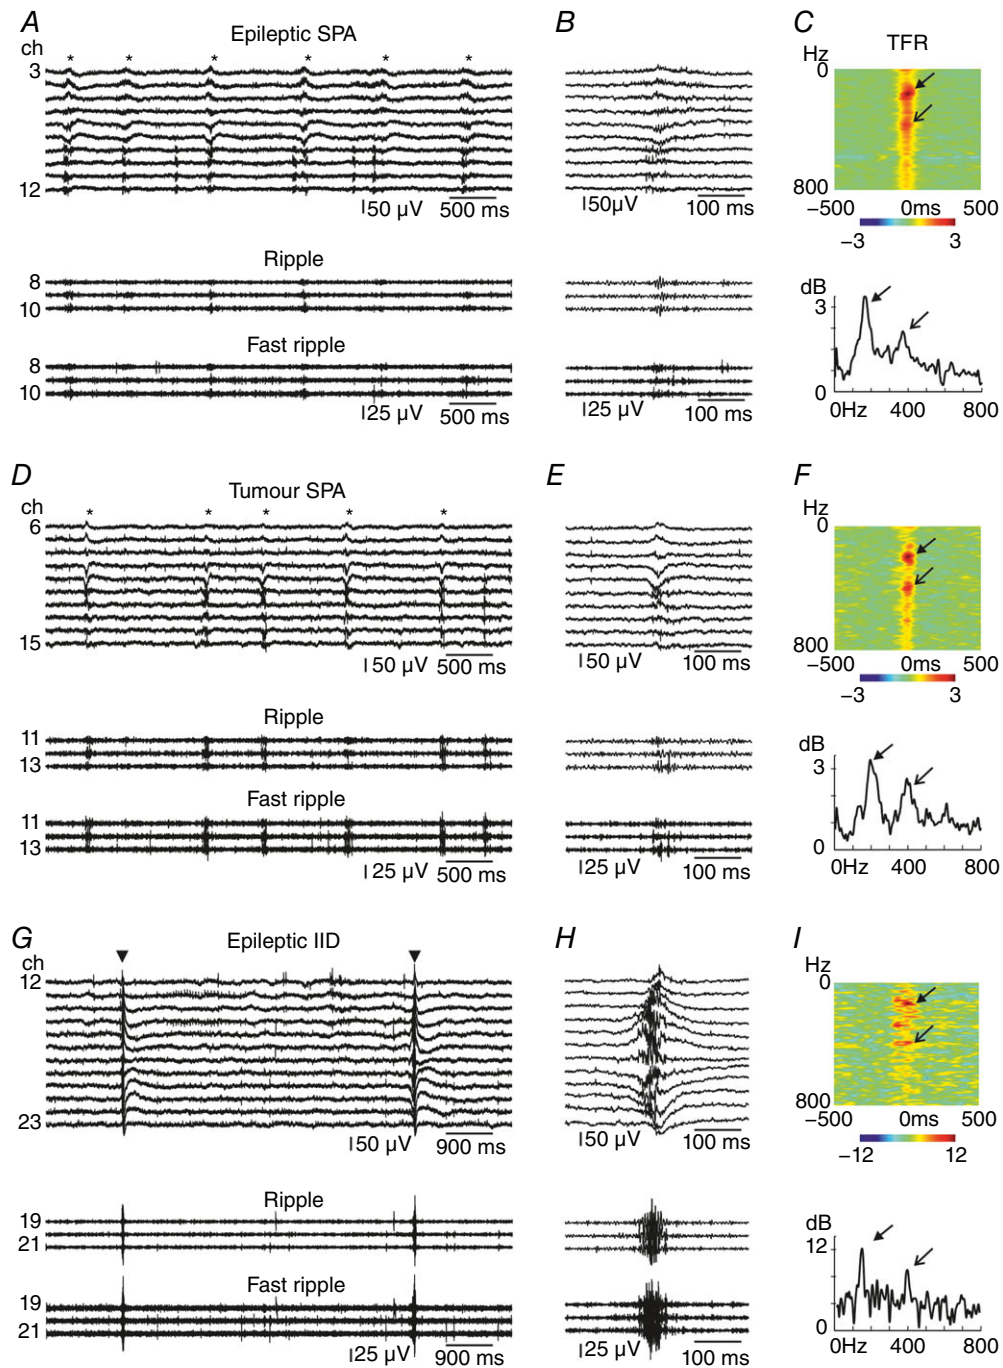 A
Epileptic SPA
ch
3
* * * * * *
12
50 µV
500 ms
Ripple
8
10
Fast ripple
8
10
25 µV
500 ms
B
50µV
100 ms
25 µV
100 ms
C
TFR
Hz
0
800
−500 0ms 500
−3 3
dB
3
0
0Hz 400 800
D
Tumour SPA
ch
6
* * * * *
15
50 µV
500 ms
Ripple
11
13
Fast ripple
11
13
25 µV
500 ms
E
50 µV
100 ms
25 µV
100 ms
F
Hz
0
800
−500 0ms 500
−3 3
dB
3
0
0Hz 400 800
G
Epileptic IID
ch
12
23
50 µV
900 ms
Ripple
19
21
Fast ripple
19
21
25 µV
900 ms
H
50 µV
100 ms
25 µV
100 ms
I
Hz
0
800
−500 0ms 500
−12 12
dB
12
0
0Hz 400 800